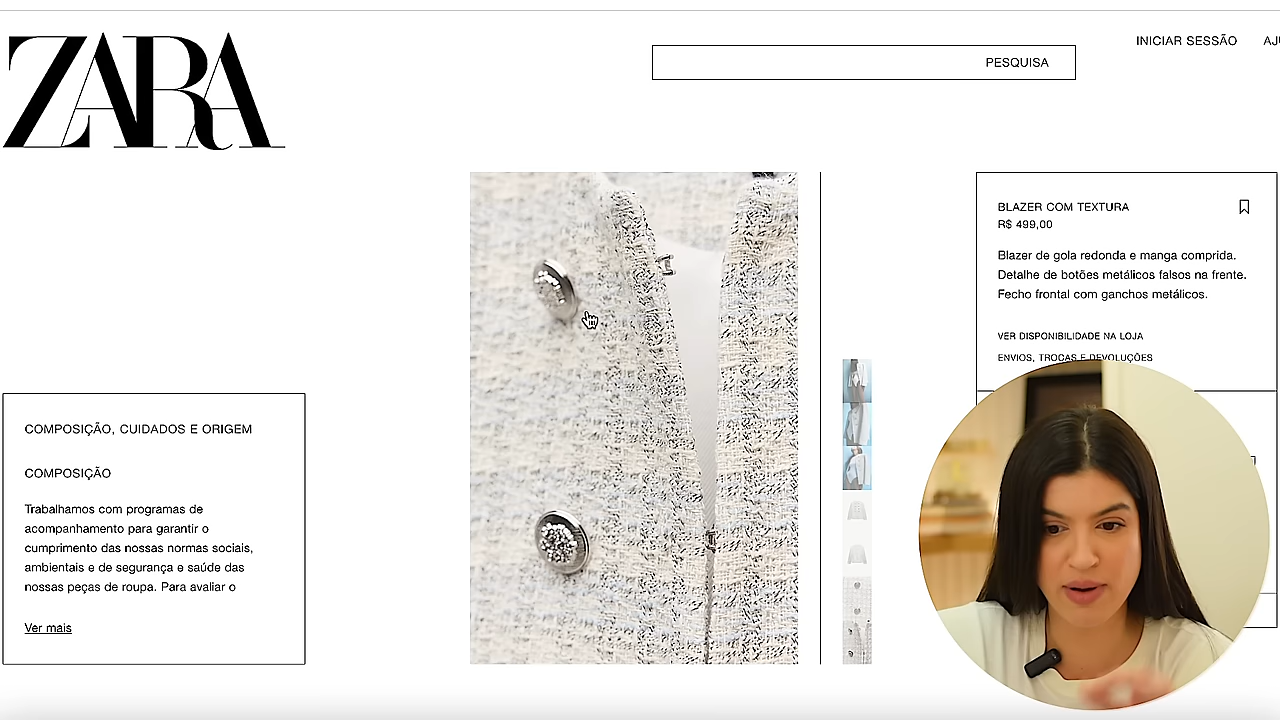 ZARA
PESQUISA
INICIAR SESSÃO
BLAZER COM TEXTURA
R$ 499,00
Blazer de gola redonda e manga comprida.
Detalhe de botões metálicos falsos na frente.
Fecho frontal com ganchos metálicos.
VER DISPONIBILIDADE NA LOJA
ENVIOS, TROCAS E DEVOLUÇÕES
COMPOSIÇÃO, CUIDADOS E ORIGEM
COMPOSIÇÃO
Trabalhamos com programas de
acompanhamento para garantir o
cumprimento das nossas normas sociais,
ambientais e de segurança e saúde das
nossas peças de roupa. Para avaliar o
Ver mais